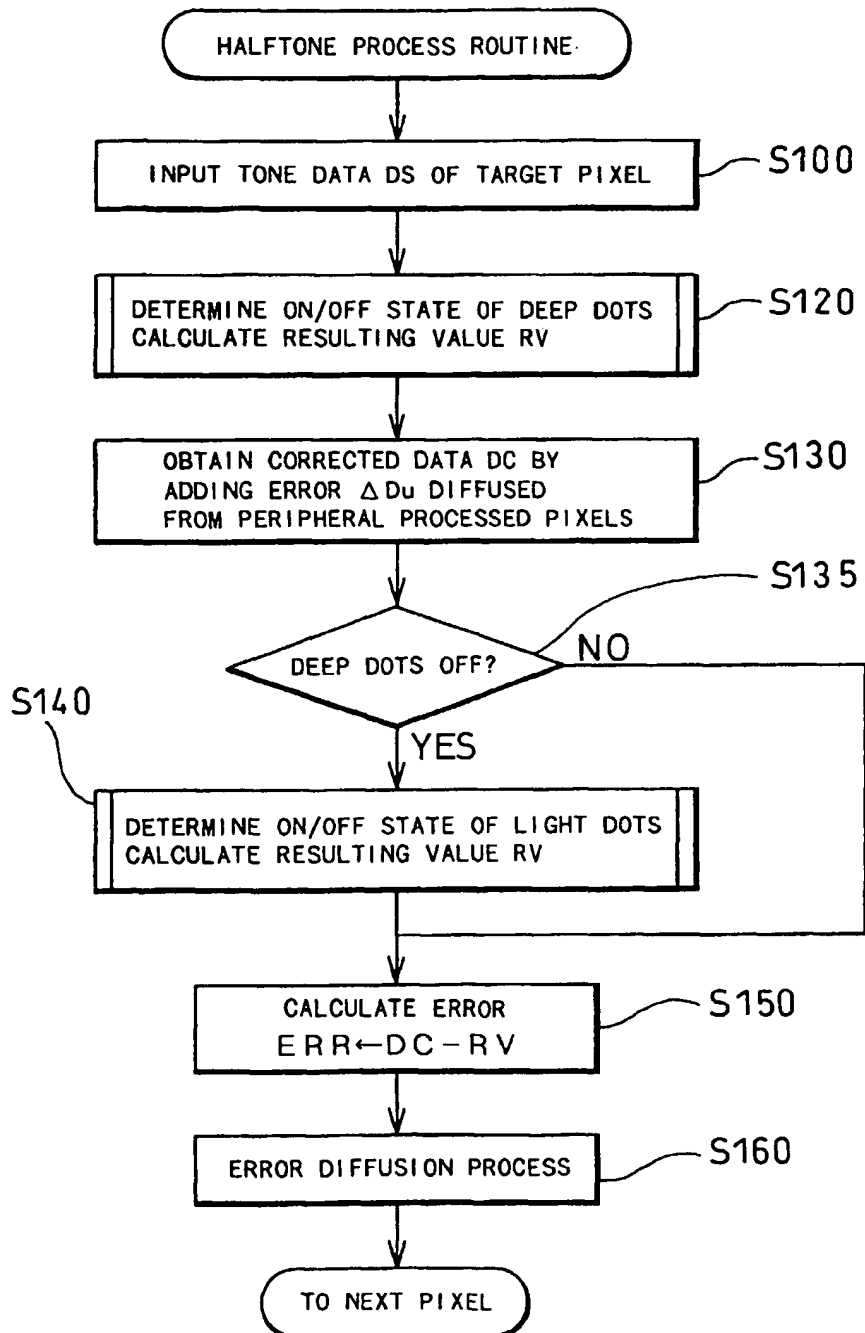 HALFTONE PROCESS ROUTINE
INPUT TONE DATA DS OF TARGET PIXEL
S100
DETERMINE ON/OFF STATE OF DEEP DOTS
CALCULATE RESULTING VALUE RV
S120
OBTAIN CORRECTED DATA DC BY
ADDING ERROR △Du DIFFUSED
FROM PERIPHERAL PROCESSED PIXELS
S130
S135
DEEP DOTS OFF?
NO
YES
S140
DETERMINE ON/OFF STATE OF LIGHT DOTS
CALCULATE RESULTING VALUE RV
CALCULATE ERROR
ERR←DC-RV
S150
ERROR DIFFUSION PROCESS
S160
TO NEXT PIXEL